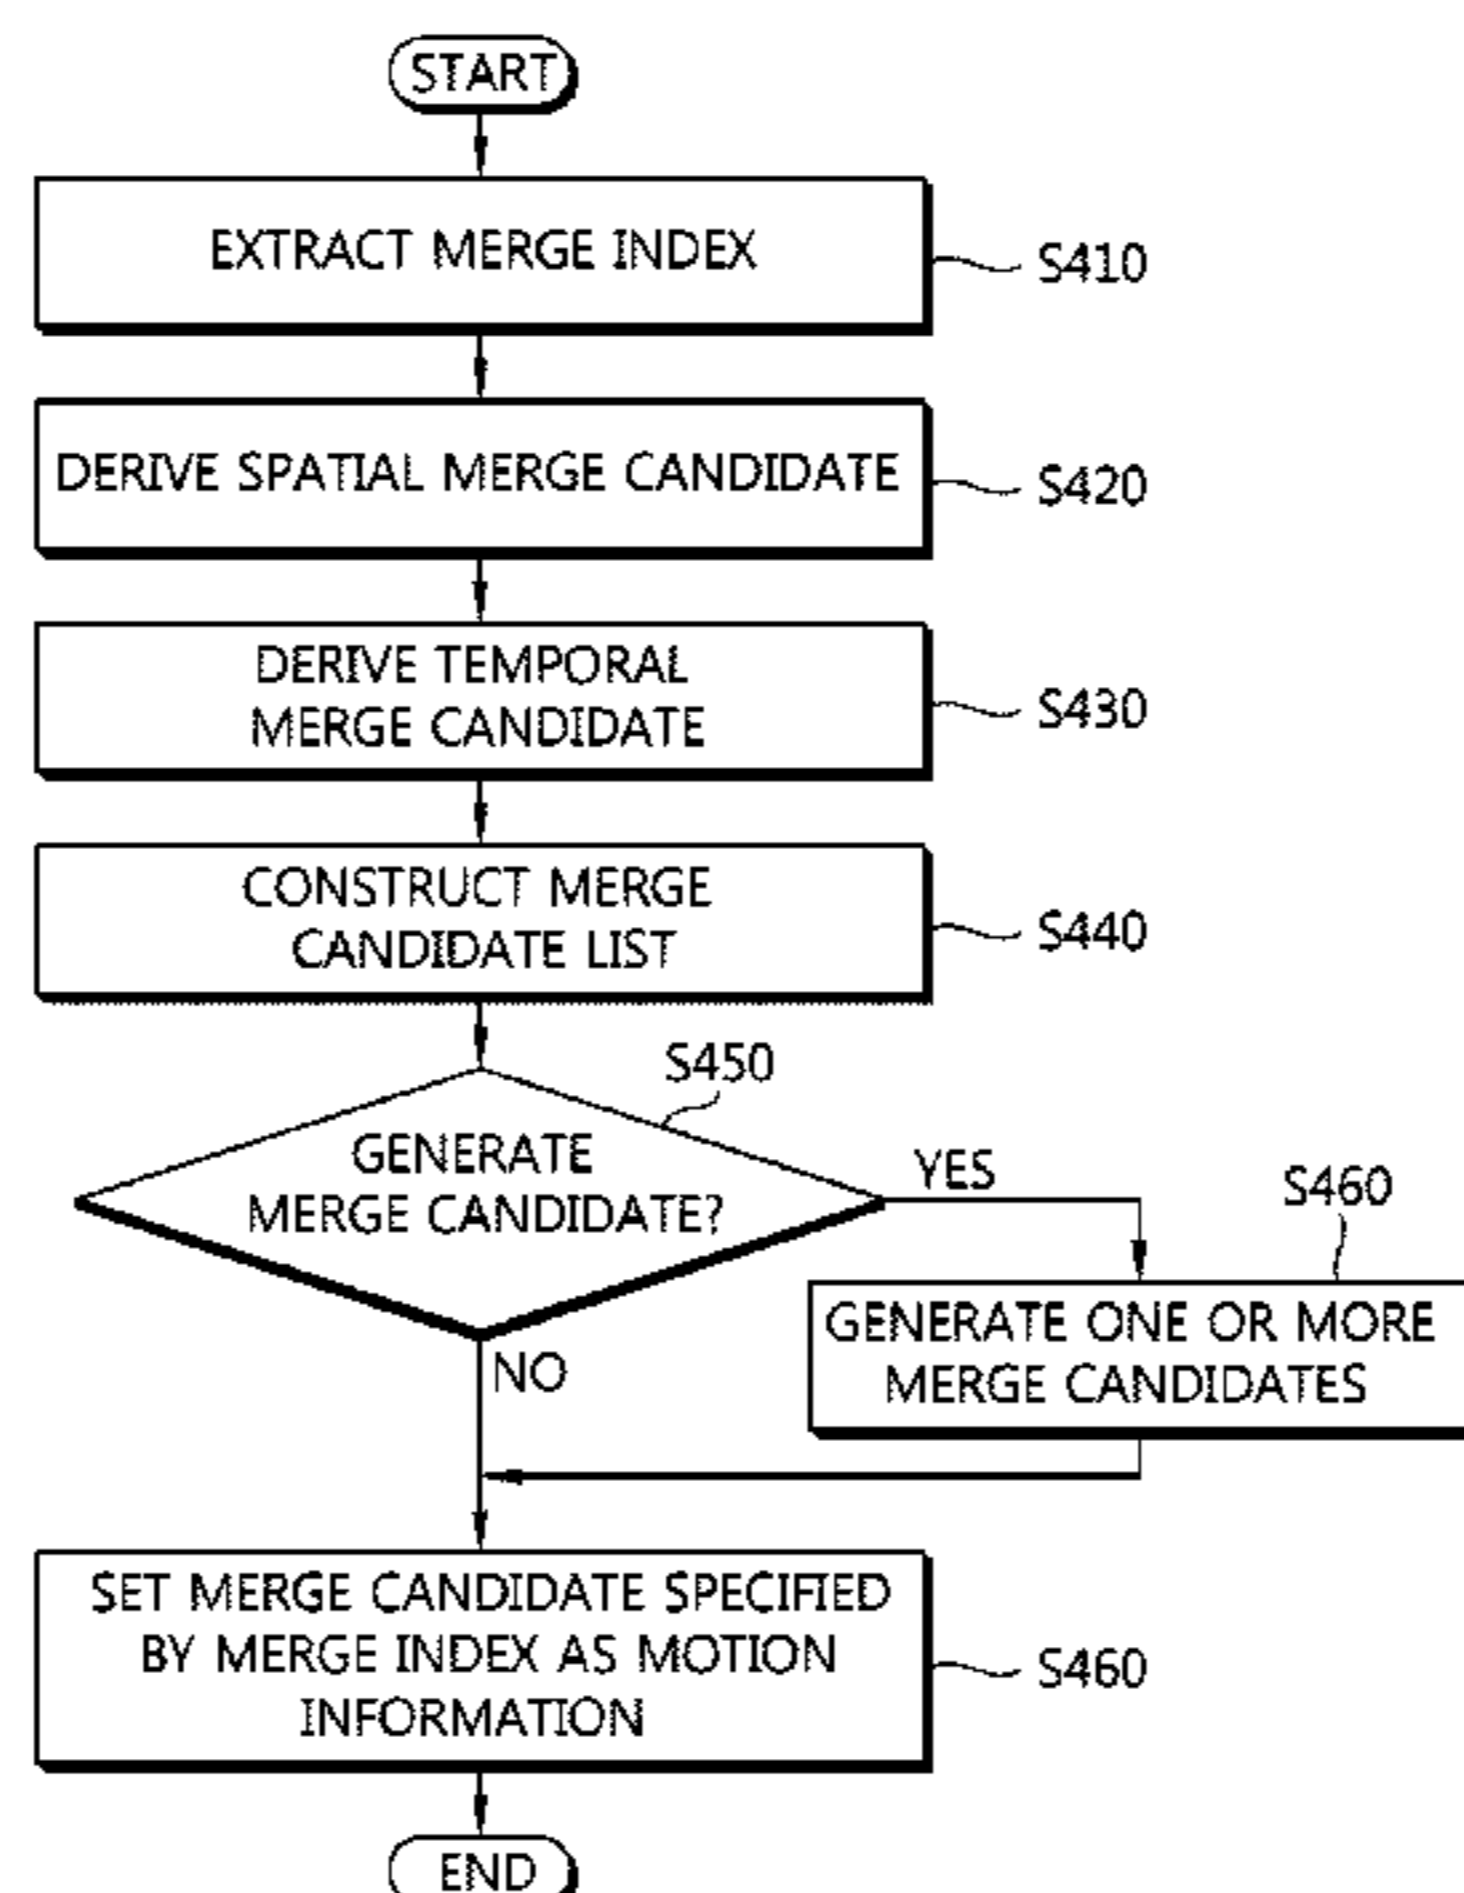 START
EXTRACT MERGE INDEX
S410
DERIVE SPATIAL MERGE CANDIDATE
S420
DERIVE TEMPORAL
MERGE CANDIDATE
S430
CONSTRUCT MERGE
CANDIDATE LIST
S440
S450
GENERATE
MERGE CANDIDATE?
YES
S460
GENERATE ONE OR MORE
MERGE CANDIDATES
NO
SET MERGE CANDIDATE SPECIFIED
BY MERGE INDEX AS MOTION
INFORMATION
S460
END